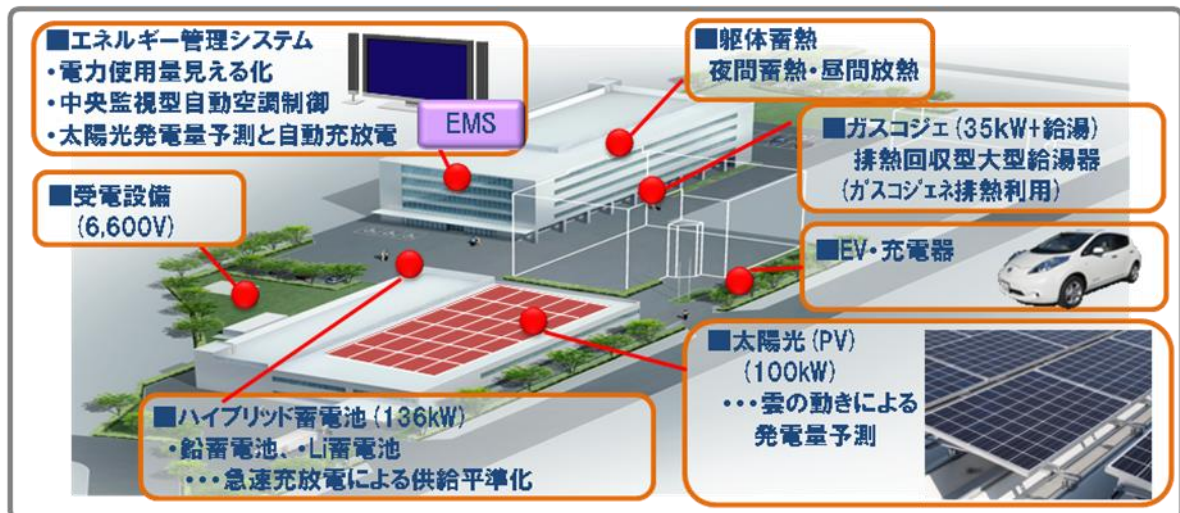 ■エネルギー管理システム
・電力使用量見える化
・中央監視型自動空調制御
・太陽光発電量予測と自動充放電
EMS
■躯体蓄熱
夜間蓄熱・昼間放熱
■ガスコジェ(35kW+給湯)
排熱回収型大型給湯器
(ガスコジェネ排熱利用)
■受電設備
(6,600V)
■EV・充電器
■太陽光(PV)
(100kW)
・・・雲の動きによる
発電量予測
■ハイブリッド蓄電池(136kW)
・鉛蓄電池、・Li蓄電池
・・・急速充放電による供給平準化